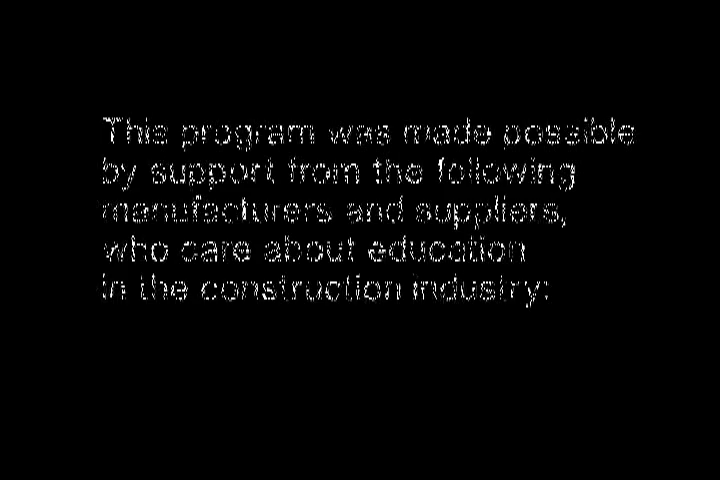 This program was made possible
by support from the following
manufacturers and suppliers,
who care about education
in the construction industry: